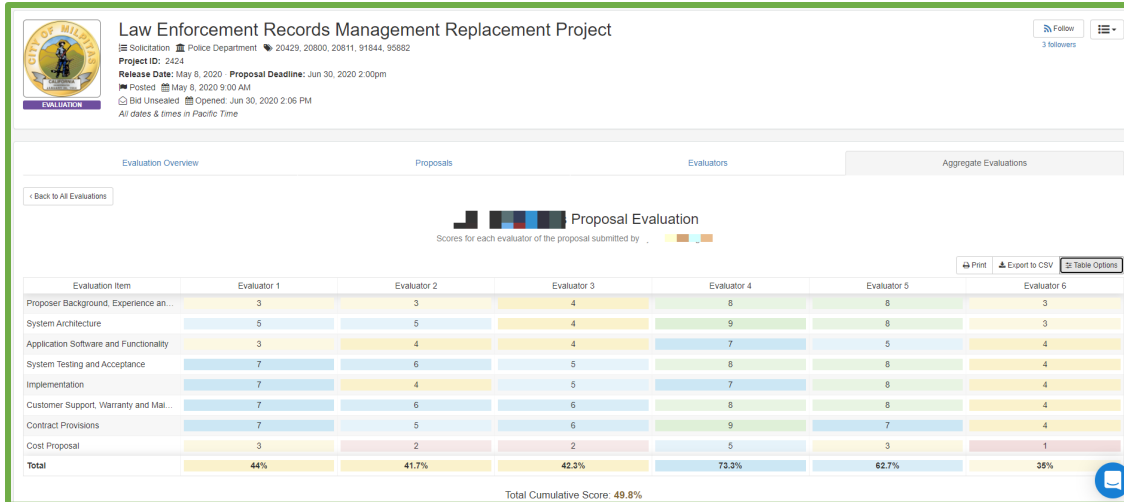 CITY OF MILPITAS
CALIFORNIA
EVALUATION
Law Enforcement Records Management Replacement Project
Solicitation Police Department 20429, 20800, 20811, 91844, 95882
Project ID: 2424
Release Date: May 8, 2020 · Proposal Deadline: Jun 30, 2020 2:00pm
Posted May 8, 2020 9:00 AM
Bid Unsealed Opened: Jun 30, 2020 2:06 PM
All dates & times in Pacific Time
Follow
3 followers
Evaluation Overview Proposals Evaluators Aggregate Evaluations
‹ Back to All Evaluations
Proposal Evaluation
Scores for each evaluator of the proposal submitted by
Print Export to CSV Table Options
Evaluation Item Evaluator 1 Evaluator 2 Evaluator 3 Evaluator 4 Evaluator 5 Evaluator 6
Proposer Background, Experience an... 3 3 4 8 8 3
System Architecture 5 5 4 9 8 3
Application Software and Functionality 3 4 4 7 5 4
System Testing and Acceptance 7 6 5 8 8 4
Implementation 7 4 5 7 8 4
Customer Support, Warranty and Mai... 7 6 6 8 8 4
Contract Provisions 7 5 6 9 7 4
Cost Proposal 3 2 2 5 3 1
Total 44% 41.7% 42.3% 73.3% 62.7% 35%
Total Cumulative Score: 49.8%